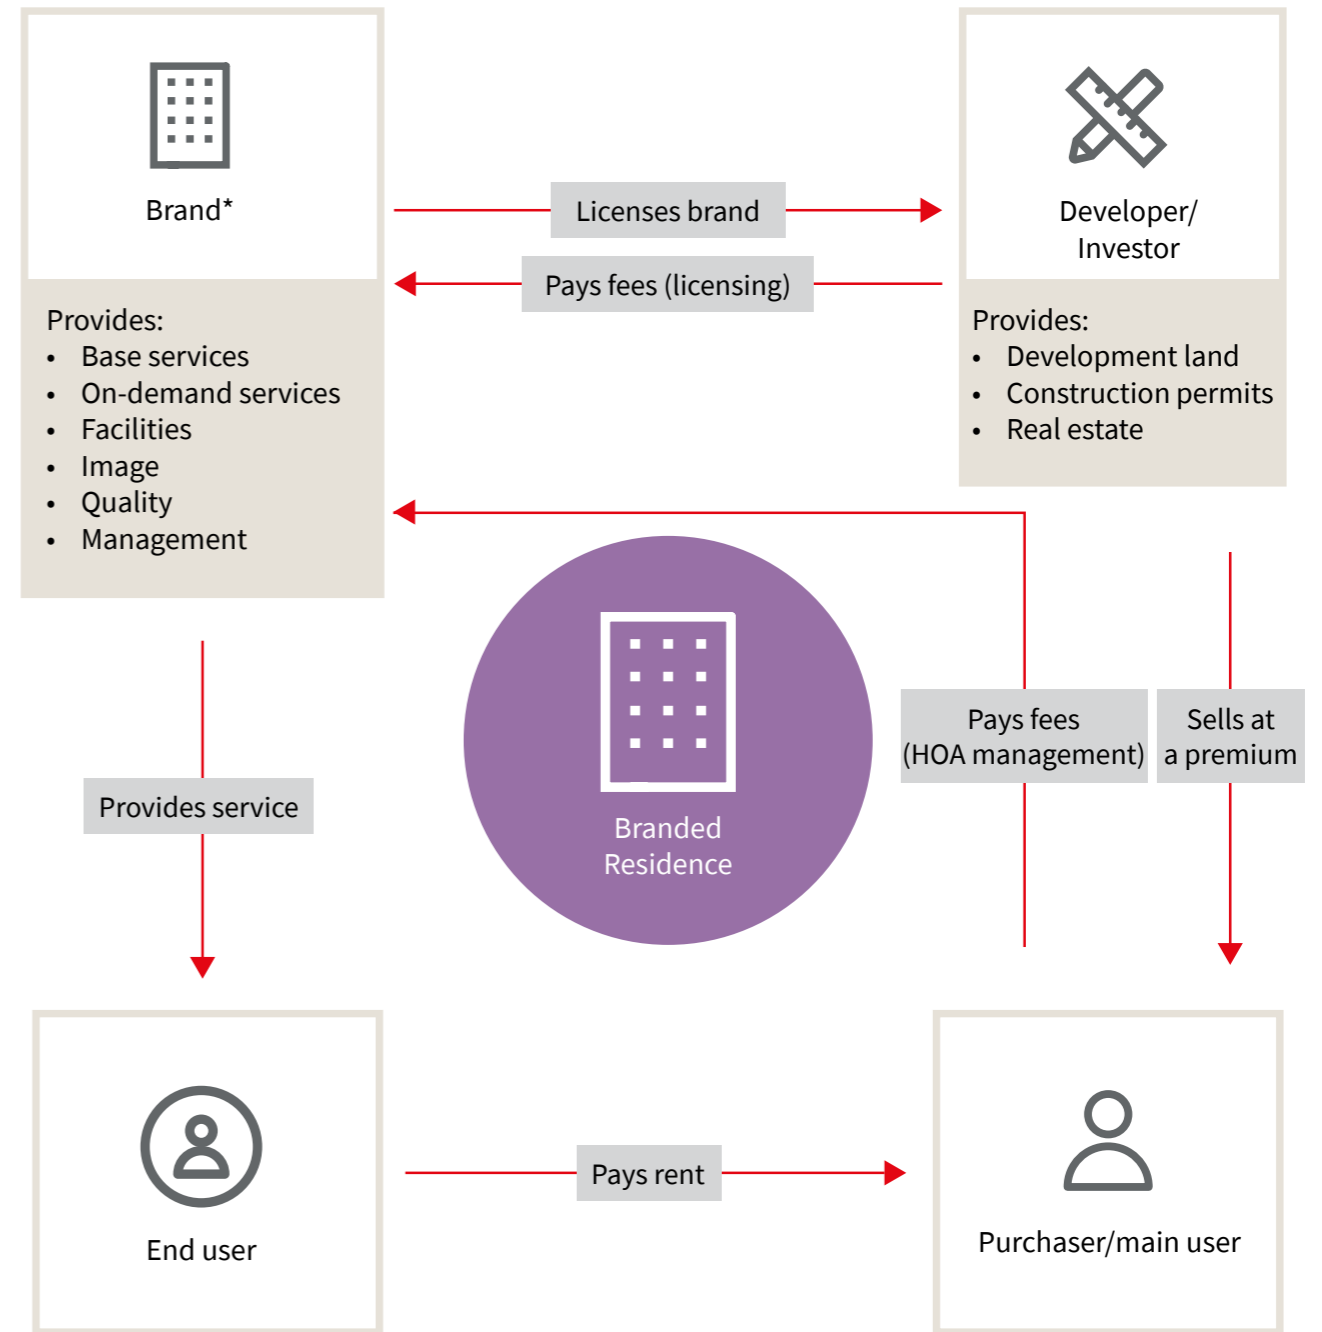 Brand*
Licenses brand
Developer/
Investor
Pays fees (licensing)
Provides:
• Base services
• On-demand services
• Facilities
• Image
• Quality
• Management
Provides:
• Development land
• Construction permits
• Real estate
Pays fees
(HOA management)
Sells at
a premium
Provides service
Branded
Residence
End user
Pays rent
Purchaser/main user